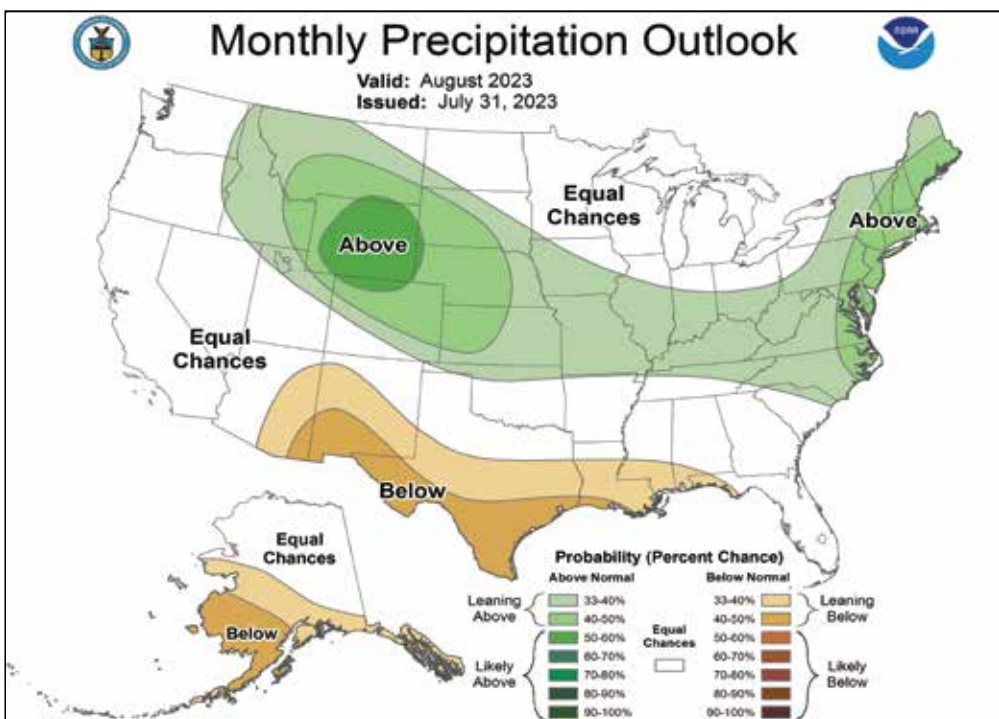 Monthly Precipitation Outlook
Valid: August 2023
Issued: July 31, 2023
Equal
Chances
Above
Above
Equal
Chances
Below
Equal
Chances
Below
Probability (Percent Chance)
Above Normal
Below Normal
Leaning
Above
33-40%
40-50%
Likely
Above
50-60%
60-70%
70-80%
80-90%
90-100%
Equal
Chances
33-40%
40-50%
Leaning
Below
50-60%
60-70%
70-80%
80-90%
90-100%
Likely
Below